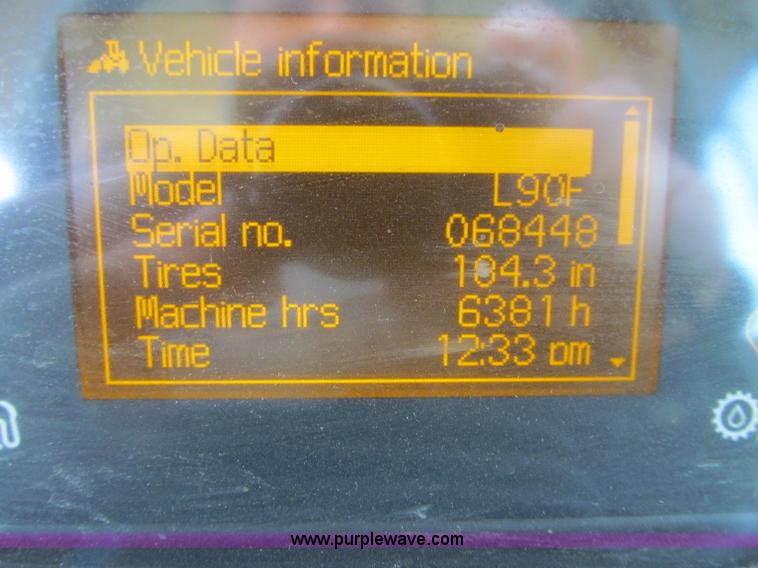 Vehicle information
Op. Data
Model L90F
Serial no. 068448
Tires 104.3 in
Machine hrs 6381 h
Time 12:33 pm
www.purplewave.com